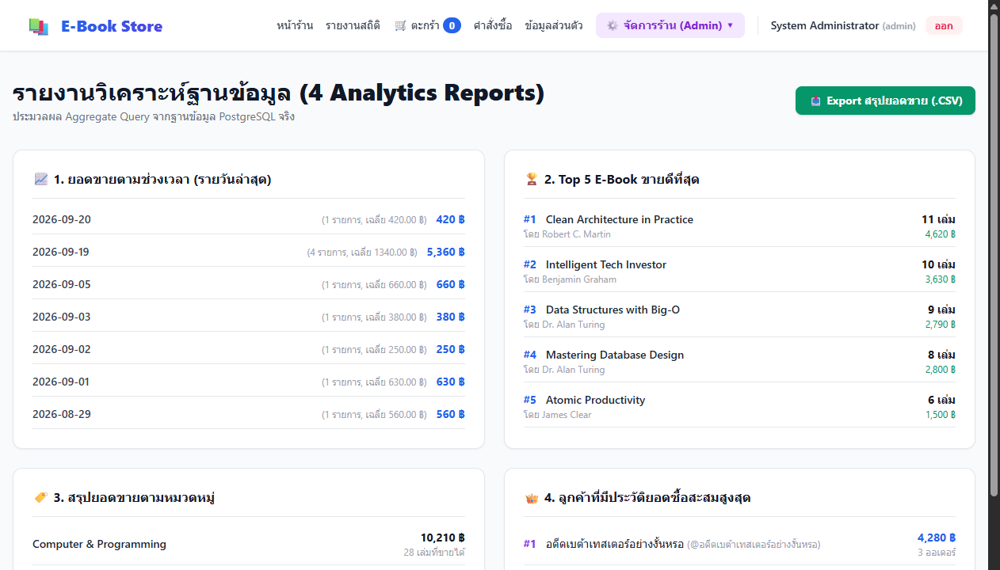 E-Book Store
หน้าร้าน รายงานสถิติ ตะกร้า 0 คำสั่งซื้อ ข้อมูลส่วนตัว จัดการร้าน (Admin) ▼ System Administrator (admin) ออก
รายงานวิเคราะห์ฐานข้อมูล (4 Analytics Reports)
ประมวลผล Aggregate Query จากฐานข้อมูล PostgreSQL จริง
Export สรุปยอดขาย (.CSV)
1. ยอดขายตามช่วงเวลา (รายวันล่าสุด)
2026-09-20 (1 รายการ, เฉลี่ย 420.00 ฿) 420 ฿
2026-09-19 (4 รายการ, เฉลี่ย 1340.00 ฿) 5,360 ฿
2026-09-05 (1 รายการ, เฉลี่ย 660.00 ฿) 660 ฿
2026-09-03 (1 รายการ, เฉลี่ย 380.00 ฿) 380 ฿
2026-09-02 (1 รายการ, เฉลี่ย 250.00 ฿) 250 ฿
2026-09-01 (1 รายการ, เฉลี่ย 630.00 ฿) 630 ฿
2026-08-29 (1 รายการ, เฉลี่ย 560.00 ฿) 560 ฿
2. Top 5 E-Book ขายดีที่สุด
#1 Clean Architecture in Practice 11 เล่ม
โดย Robert C. Martin 4,620 ฿
#2 Intelligent Tech Investor 10 เล่ม
โดย Benjamin Graham 3,630 ฿
#3 Data Structures with Big-O 9 เล่ม
โดย Dr. Alan Turing 2,790 ฿
#4 Mastering Database Design 8 เล่ม
โดย Dr. Alan Turing 2,800 ฿
#5 Atomic Productivity 6 เล่ม
โดย James Clear 1,500 ฿
3. สรุปยอดขายตามหมวดหมู่
Computer & Programming 10,210 ฿
28 เล่มที่ขายได้
4. ลูกค้าที่มีประวัติยอดซื้อสะสมสูงสุด
#1 อดีตเบต้าเทสเตอร์อย่างงั้นหรอ (@อดีตเบต้าเทสเตอร์อย่างงั้นหรอ) 4,280 ฿
3 ออเดอร์